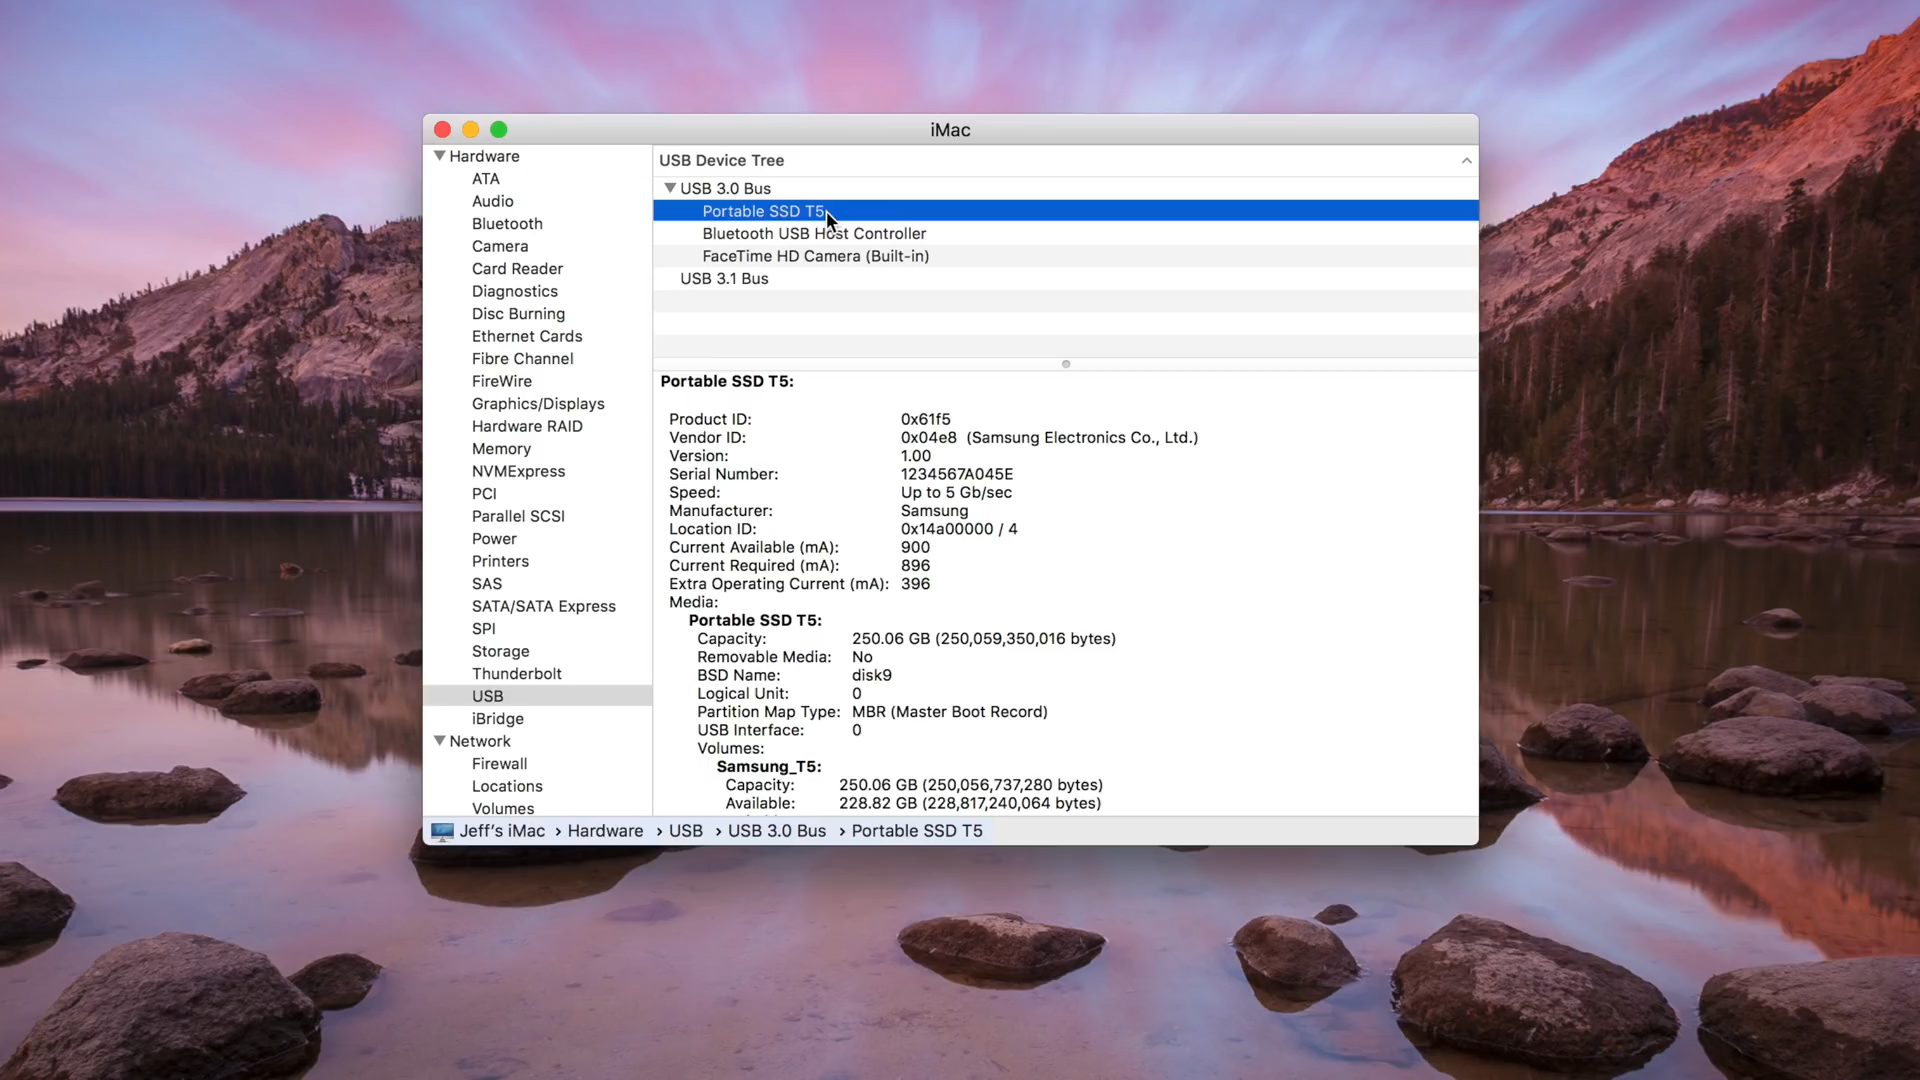 iMac
Hardware
ATA
Audio
Bluetooth
Camera
Card Reader
Diagnostics
Disc Burning
Ethernet Cards
Fibre Channel
FireWire
Graphics/Displays
Hardware RAID
Memory
NVMExpress
PCI
Parallel SCSI
Power
Printers
SAS
SATA/SATA Express
SPI
Storage
Thunderbolt
USB
iBridge
Network
Firewall
Locations
Volumes
USB Device Tree
USB 3.0 Bus
Portable SSD T5
Bluetooth USB Host Controller
FaceTime HD Camera (Built-in)
USB 3.1 Bus
Portable SSD T5:
Product ID: 0x61f5
Vendor ID: 0x04e8 (Samsung Electronics Co., Ltd.)
Version: 1.00
Serial Number: 1234567A045E
Speed: Up to 5 Gb/sec
Manufacturer: Samsung
Location ID: 0x14a00000 / 4
Current Available (mA): 900
Current Required (mA): 896
Extra Operating Current (mA): 396
Media:
Portable SSD T5:
Capacity: 250.06 GB (250,059,350,016 bytes)
Removable Media: No
BSD Name: disk9
Logical Unit: 0
Partition Map Type: MBR (Master Boot Record)
USB Interface: 0
Volumes:
Samsung_T5:
Capacity: 250.06 GB (250,056,737,280 bytes)
Available: 228.82 GB (228,817,240,064 bytes)
Jeff's iMac › Hardware › USB › USB 3.0 Bus › Portable SSD T5